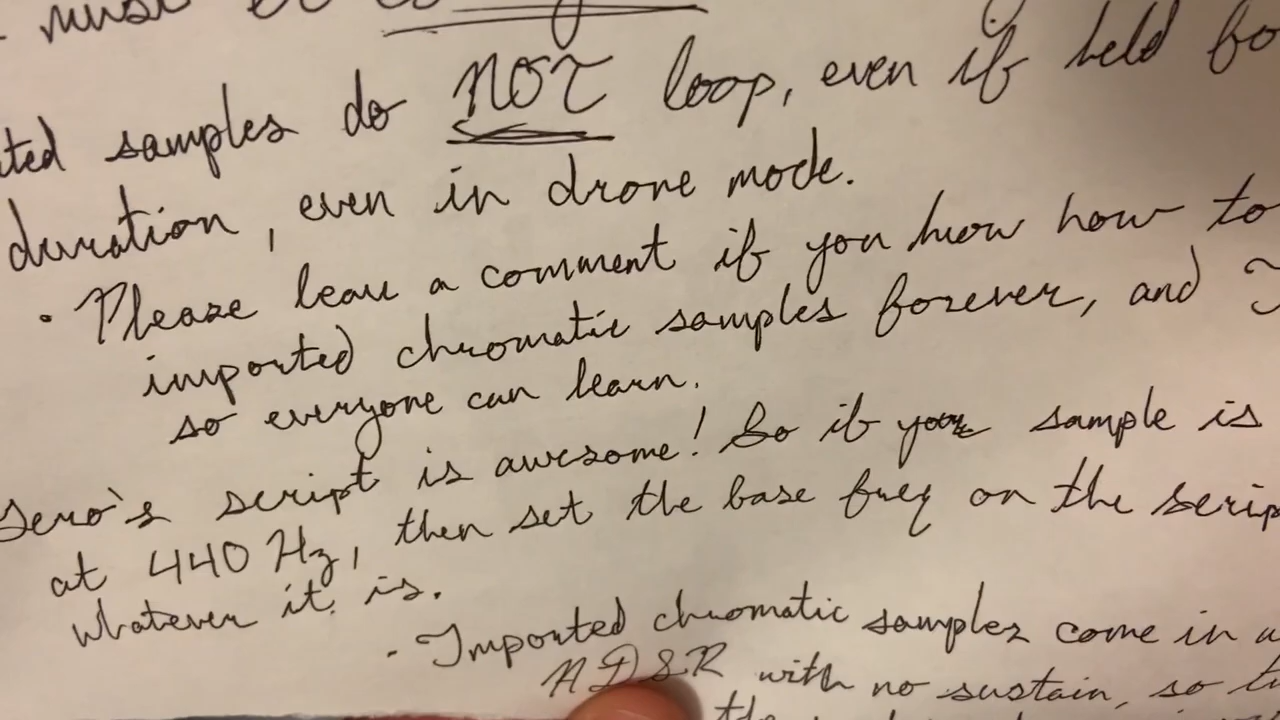 must be
ted samples do NOT loop, even if held fo
duration, even in drone mode.
• Please leave a comment if you know how to
imported chromatic samples forever, and I
so everyone can learn.
Sero's script is awesome! So if your sample is
at 440 Hz, then set the base freq on the scrip
whatever it is.
• Imported chromatic samples come in w
ADSR with no sustain, so tu
the